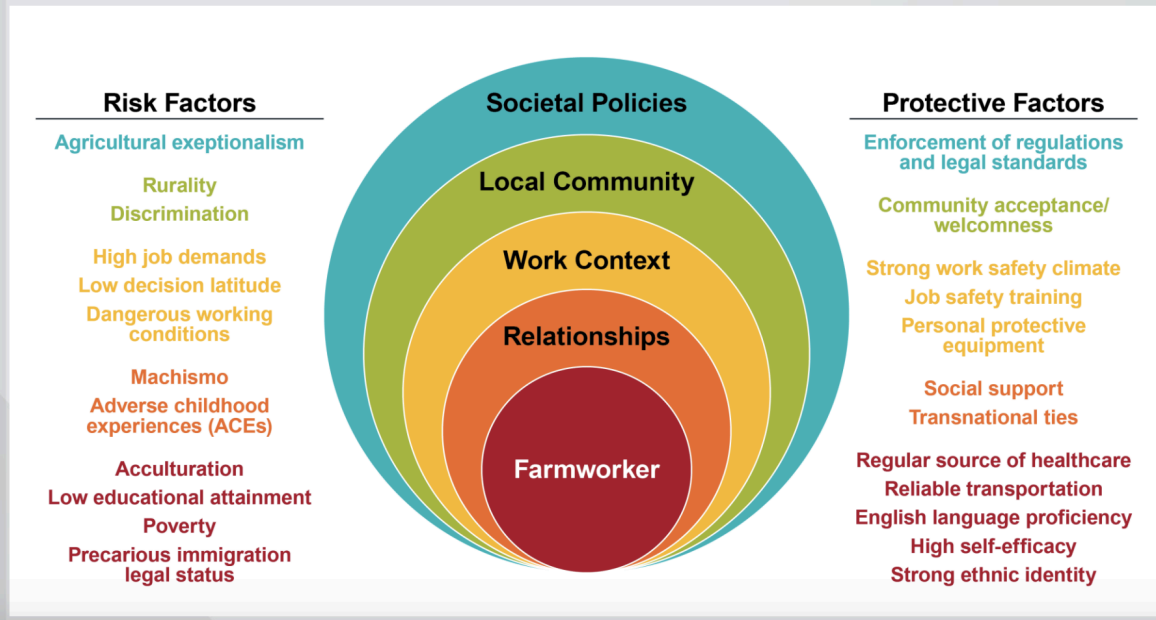 Risk Factors
Agricultural exeptionalism
Rurality
Discrimination
High job demands
Low decision latitude
Dangerous working
conditions
Machismo
Adverse childhood
experiences (ACEs)
Acculturation
Low educational attainment
Poverty
Precarious immigration
legal status
Societal Policies
Local Community
Work Context
Relationships
Farmworker
Protective Factors
Enforcement of regulations
and legal standards
Community acceptance/
welcomness
Strong work safety climate
Job safety training
Personal protective
equipment
Social support
Transnational ties
Regular source of healthcare
Reliable transportation
English language proficiency
High self-efficacy
Strong ethnic identity